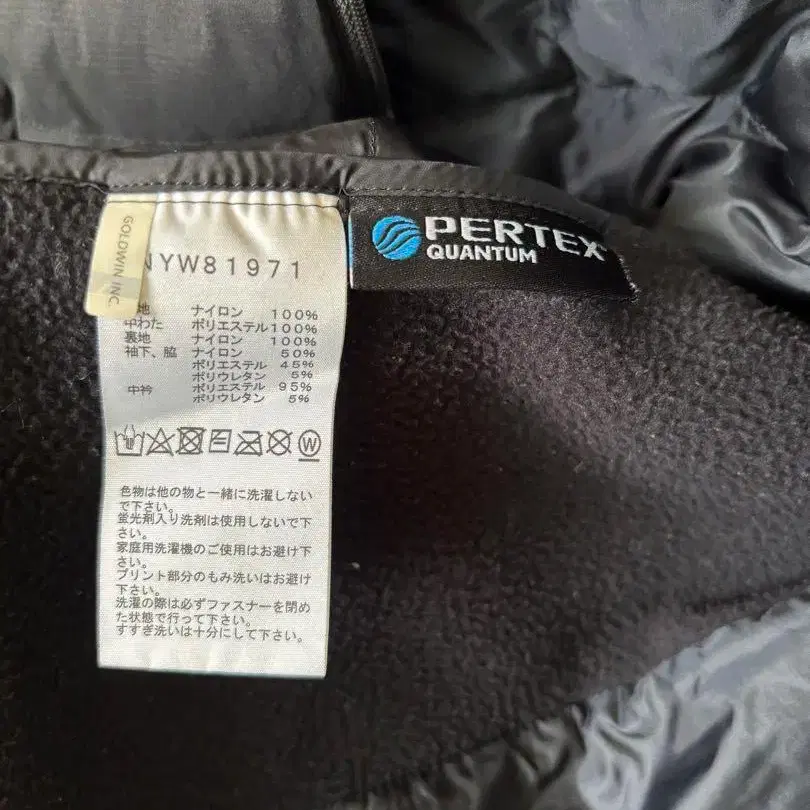 GOLDWIN INC
NYW81971
PERTEX
QUANTUM
地 ナイロン 100%
中わた ポリエステル100%
裏地 ナイロン 100%
袖下、脇 ナイロン 50%
ポリエステル 45%
ポリウレタン 5%
中衿 ポリエステル 95%
ポリウレタン 5%
W
色物は他の物と一緒に洗濯しない
で下さい。
蛍光剤入り洗剤は使用しないで下
さい。
家庭用洗濯機のご使用はお避け下
さい。
プリント部分のもみ洗いはお避け
下さい。
洗濯の際は必ずファスナーを閉め
た状態で行って下さい。
すすぎ洗いは十分にして下さい。